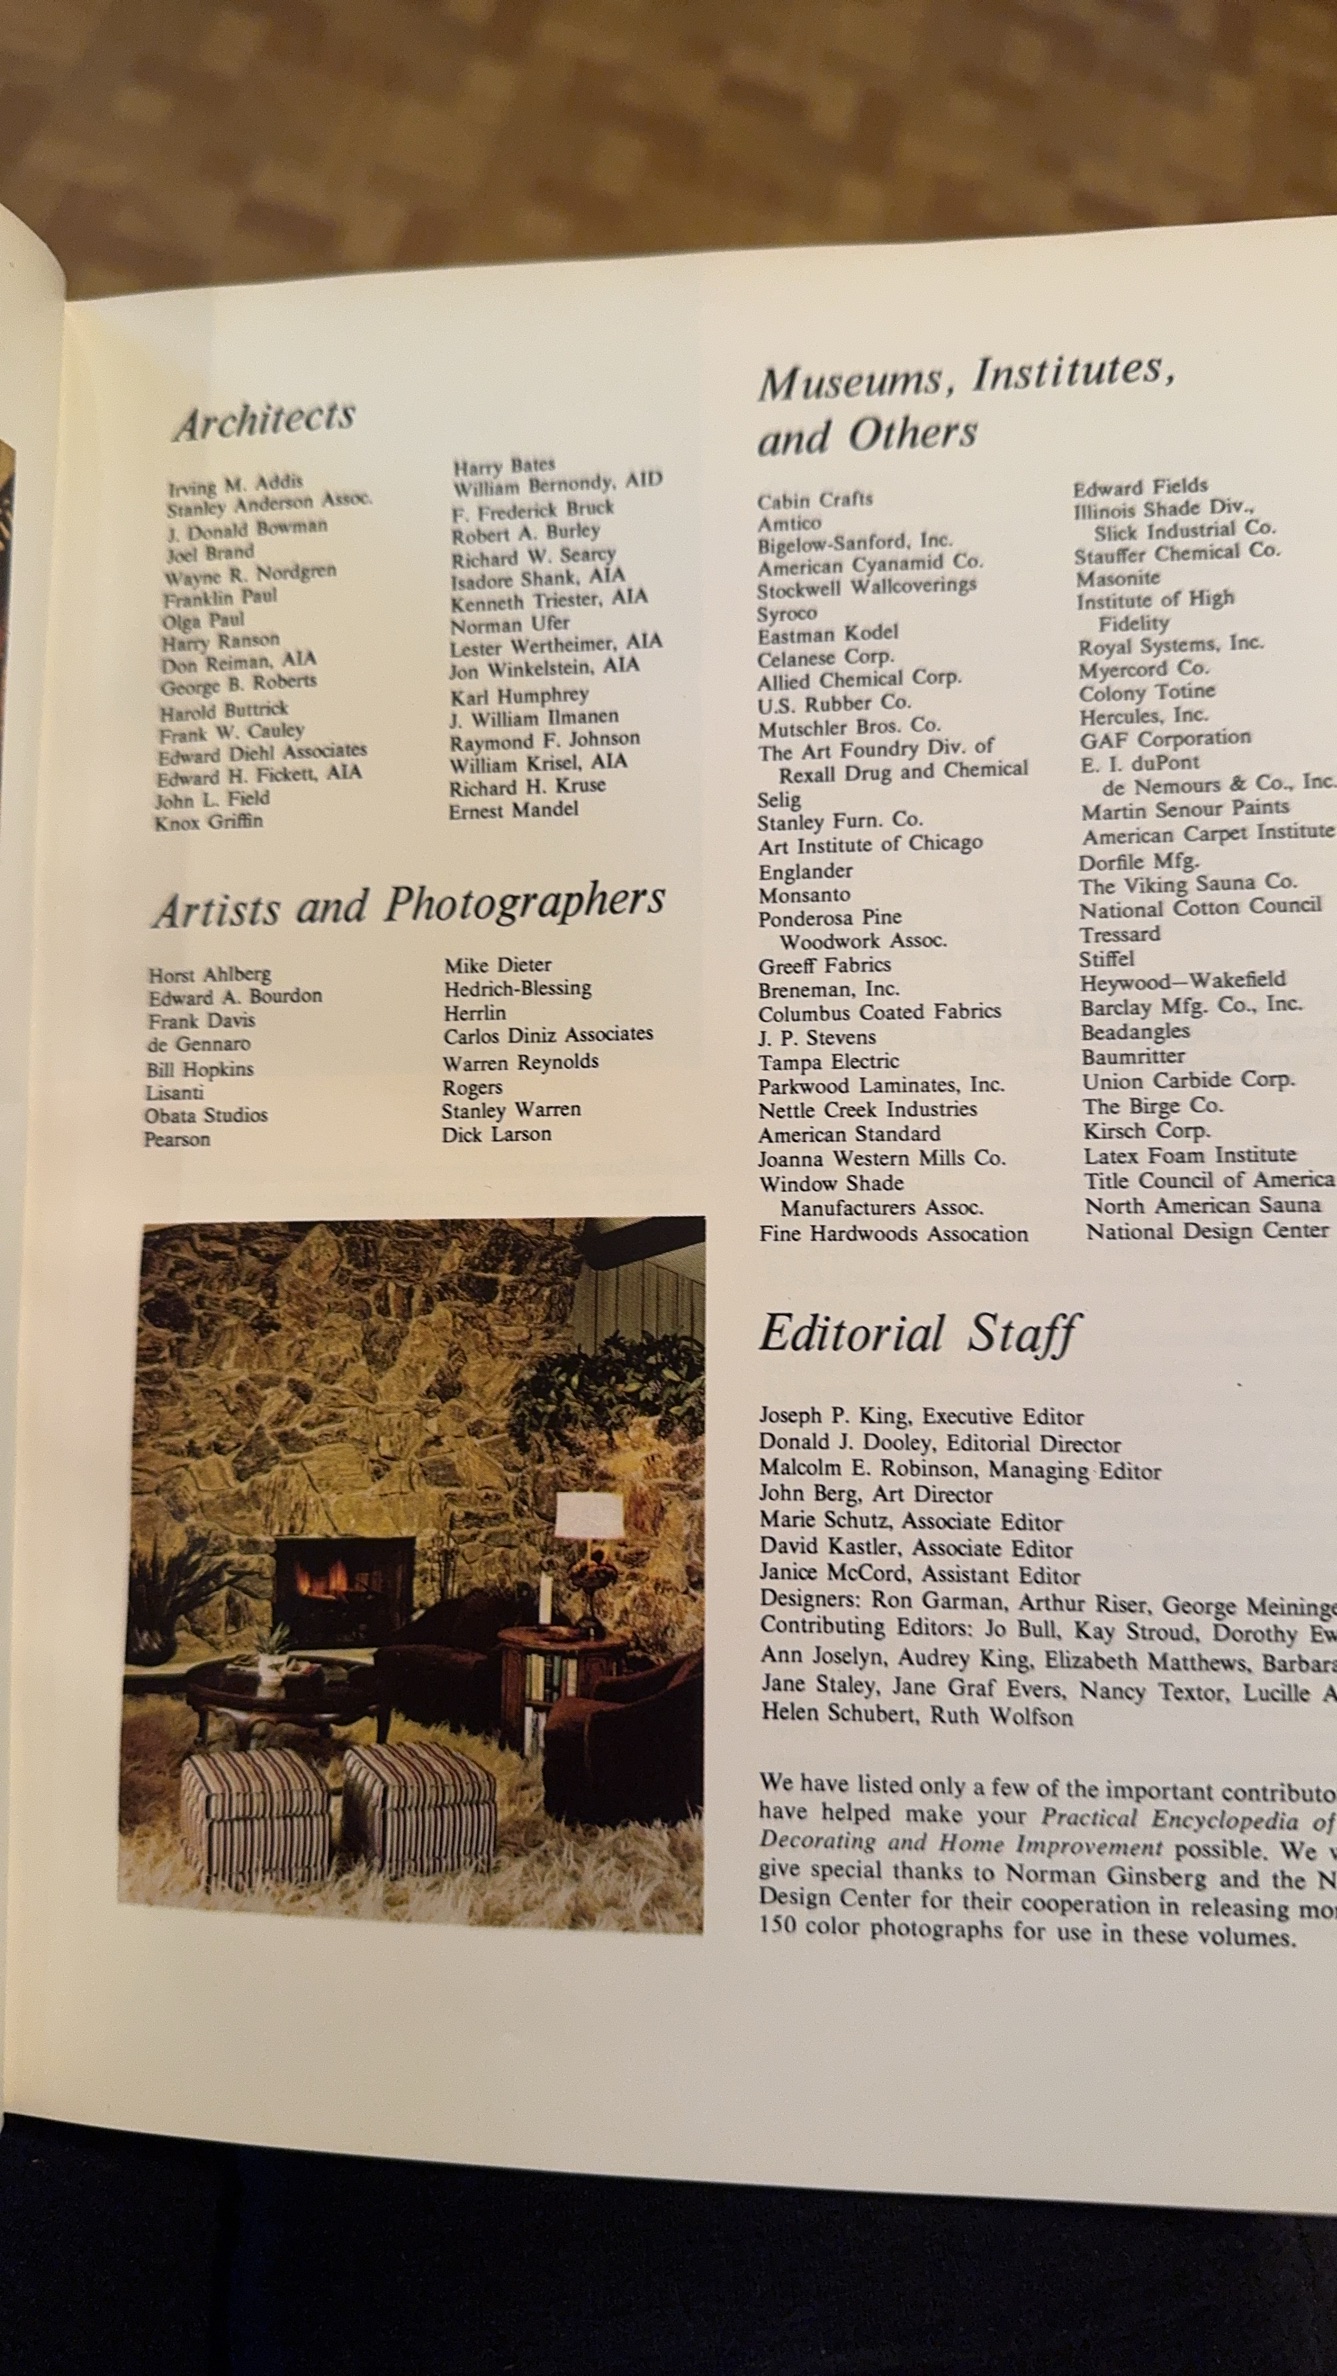 Architects
Irving M. Addis
Stanley Anderson Assoc.
J. Donald Bowman
Joel Brand
Wayne R. Nordgren
Franklin Paul
Olga Paul
Harry Ranson
Don Reiman, AIA
George B. Roberts
Harold Buttrick
Frank W. Cauley
Edward Diehl Associates
Edward H. Fickett, AIA
John L. Field
Knox Griffin
Harry Bates
William Bernondy, AID
F. Frederick Bruck
Robert A. Burley
Richard W. Searcy
Isadore Shank, AIA
Kenneth Triester, AIA
Norman Ufer
Lester Wertheimer, AIA
Jon Winkelstein, AIA
Karl Humphrey
J. William Ilmanen
Raymond F. Johnson
William Krisel, AIA
Richard H. Kruse
Ernest Mandel
Artists and Photographers
Horst Ahlberg
Edward A. Bourdon
Frank Davis
de Gennaro
Bill Hopkins
Lisanti
Obata Studios
Pearson
Mike Dieter
Hedrich-Blessing
Herrlin
Carlos Diniz Associates
Warren Reynolds
Rogers
Stanley Warren
Dick Larson
Museums, Institutes,
and Others
Cabin Crafts
Amtico
Bigelow-Sanford, Inc.
American Cyanamid Co.
Stockwell Wallcoverings
Syroco
Eastman Kodel
Celanese Corp.
Allied Chemical Corp.
U.S. Rubber Co.
Mutschler Bros. Co.
The Art Foundry Div. of
Rexall Drug and Chemical
Selig
Stanley Furn. Co.
Art Institute of Chicago
Englander
Monsanto
Ponderosa Pine
Woodwork Assoc.
Greeff Fabrics
Breneman, Inc.
Columbus Coated Fabrics
J. P. Stevens
Tampa Electric
Parkwood Laminates, Inc.
Nettle Creek Industries
American Standard
Joanna Western Mills Co.
Window Shade
Manufacturers Assoc.
Fine Hardwoods Assocation
Edward Fields
Illinois Shade Div.,
Slick Industrial Co.
Stauffer Chemical Co.
Masonite
Institute of High
Fidelity
Royal Systems, Inc.
Myercord Co.
Colony Totine
Hercules, Inc.
GAF Corporation
E. I. duPont
de Nemours & Co., Inc.
Martin Senour Paints
American Carpet Institute
Dorfile Mfg.
The Viking Sauna Co.
National Cotton Council
Tressard
Stiffel
Heywood—Wakefield
Barclay Mfg. Co., Inc.
Beadangles
Baumritter
Union Carbide Corp.
The Birge Co.
Kirsch Corp.
Latex Foam Institute
Title Council of America
North American Sauna
National Design Center
Editorial Staff
Joseph P. King, Executive Editor
Donald J. Dooley, Editorial Director
Malcolm E. Robinson, Managing Editor
John Berg, Art Director
Marie Schutz, Associate Editor
David Kastler, Associate Editor
Janice McCord, Assistant Editor
Designers: Ron Garman, Arthur Riser, George
Contributing Editors: Jo Bull, Kay Stroud, Dorothy
Ann Joselyn, Audrey King, Elizabeth Matthews, Barbara
Jane Staley, Jane Graf Evers, Nancy Textor, Lucille
Helen Schubert, Ruth Wolfson
We have listed only a few of the important
have helped make your Practical Encyclopedia of
Decorating and Home Improvement possible. We
give special thanks to Norman Ginsberg and the
Design Center for their cooperation in releasing
150 color photographs for use in these volumes.